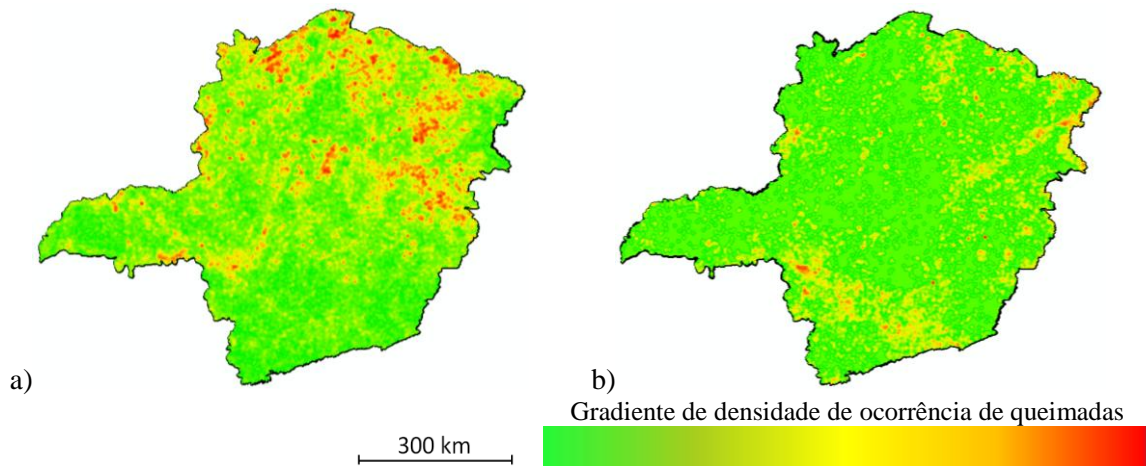 a)
b)
Gradiente de densidade de ocorrência de queimadas
300 km